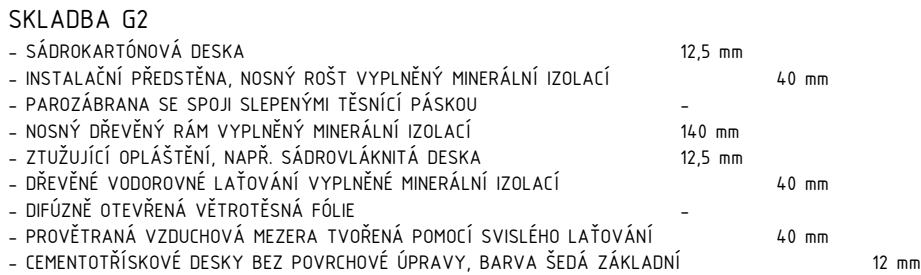 SKLADBA G2
- SÁDROKARTÓNOVÁ DESKA 12,5 mm
- INSTALAČNÍ PŘEDSTĚNA, NOSNÝ ROŠT VYPLNĚNÝ MINERÁLNÍ IZOLACÍ 40 mm
- PAROZÁBRANA SE SPOJI SLEPENÝMI TĚSNÍCÍ PÁSKOU -
- NOSNÝ DŘEVĚNÝ RÁM VYPLNĚNÝ MINERÁLNÍ IZOLACÍ 140 mm
- ZTUŽUJÍCÍ OPLÁŠTĚNÍ, NAPŘ. SÁDROVLÁKNITÁ DESKA 12,5 mm
- DŘEVĚNÉ VODOROVNÉ LAŤOVÁNÍ VYPLNĚNÉ MINERÁLNÍ IZOLACÍ 40 mm
- DIFÚZNĚ OTEVŘENÁ VĚTROTĚSNÁ FÓLIE -
- PROVĚTRANÁ VZDUCHOVÁ MEZERA TVOŘENÁ POMOCÍ SVISLÉHO LAŤOVÁNÍ 40 mm
- CEMENTOTŘÍSKOVÉ DESKY BEZ POVRCHOVÉ ÚPRAVY, BARVA ŠEDÁ ZÁKLADNÍ 12 mm